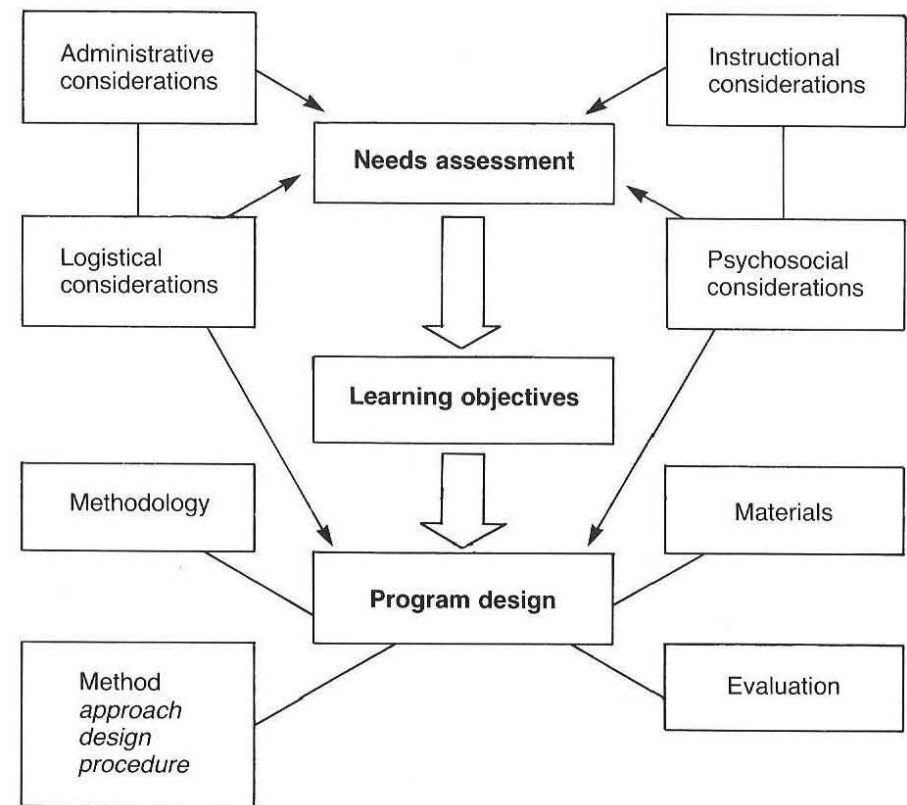 Administrative
considerations
Instructional
considerations
Needs assessment
Logistical
considerations
Psychosocial
considerations
Learning objectives
Methodology
Materials
Program design
Method
approach
design
procedure
Evaluation